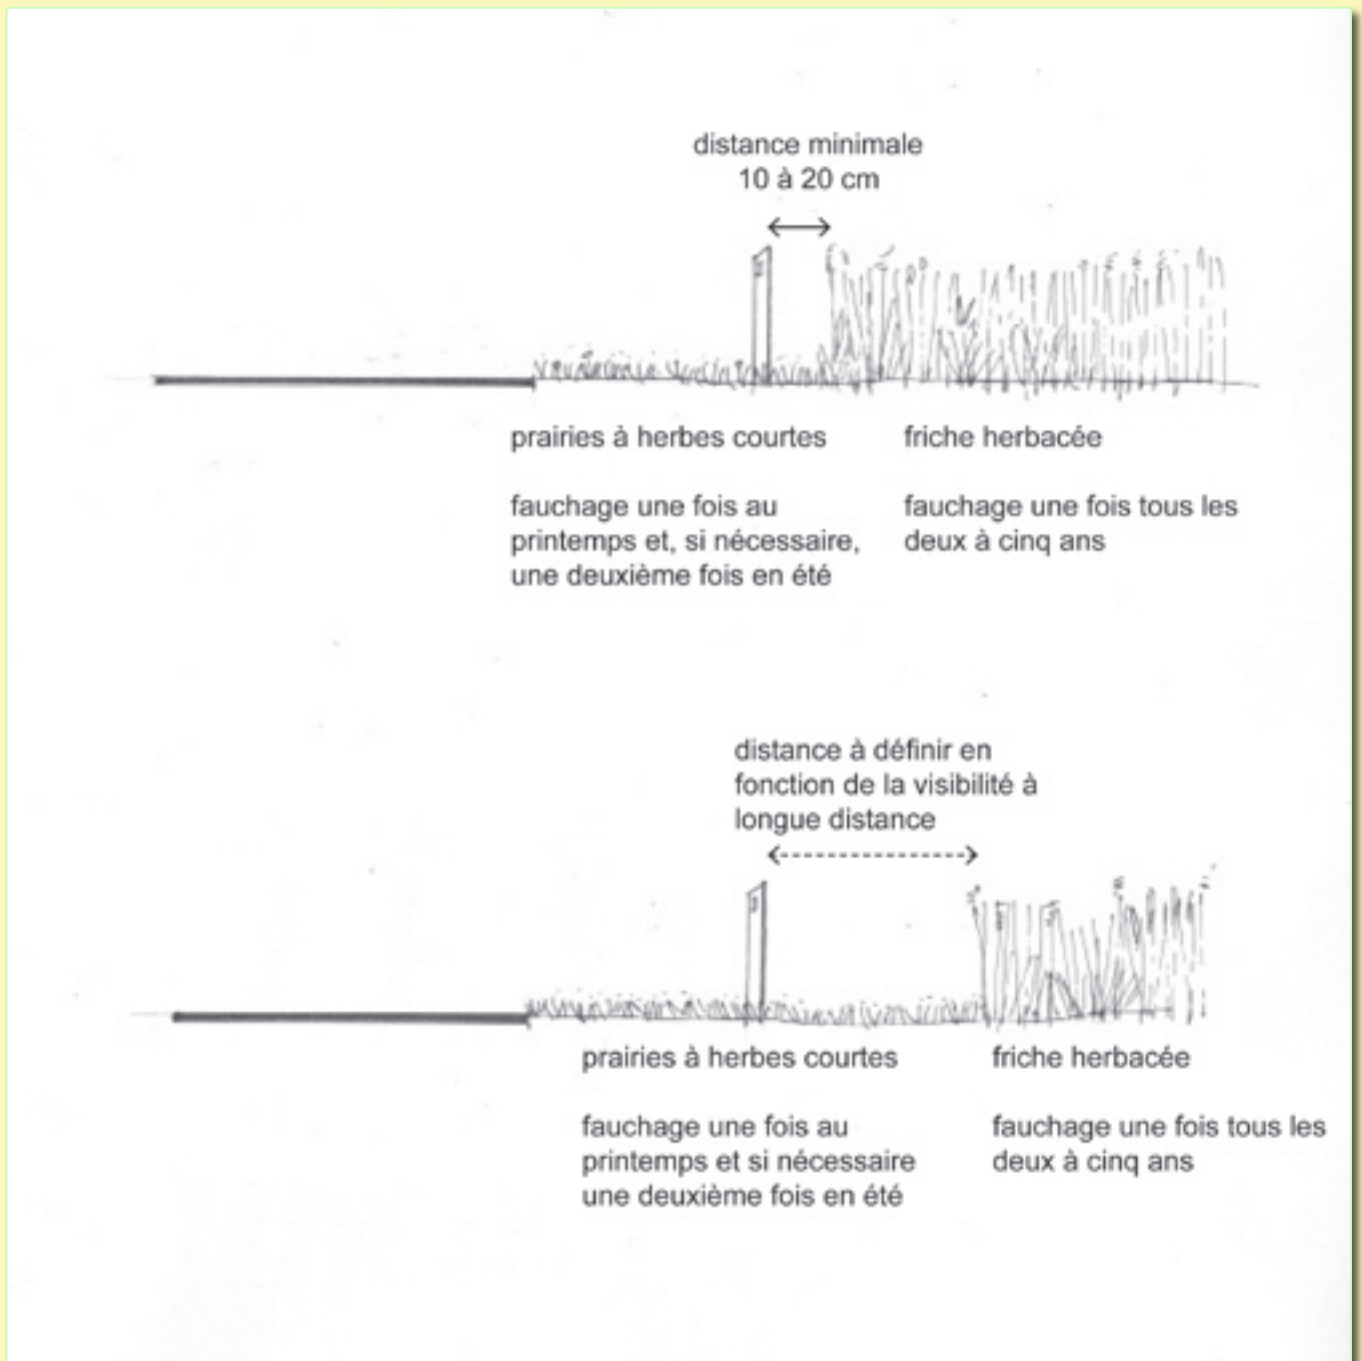 distance minimale
10 à 20 cm
prairies à herbes courtes
friche herbacée
fauchage une fois au
printemps et, si nécessaire,
une deuxième fois en été
fauchage une fois tous les
deux à cinq ans
distance à définir en
fonction de la visibilité à
longue distance
prairies à herbes courtes
friche herbacée
fauchage une fois au
printemps et si nécessaire
une deuxième fois en été
fauchage une fois tous les
deux à cinq ans